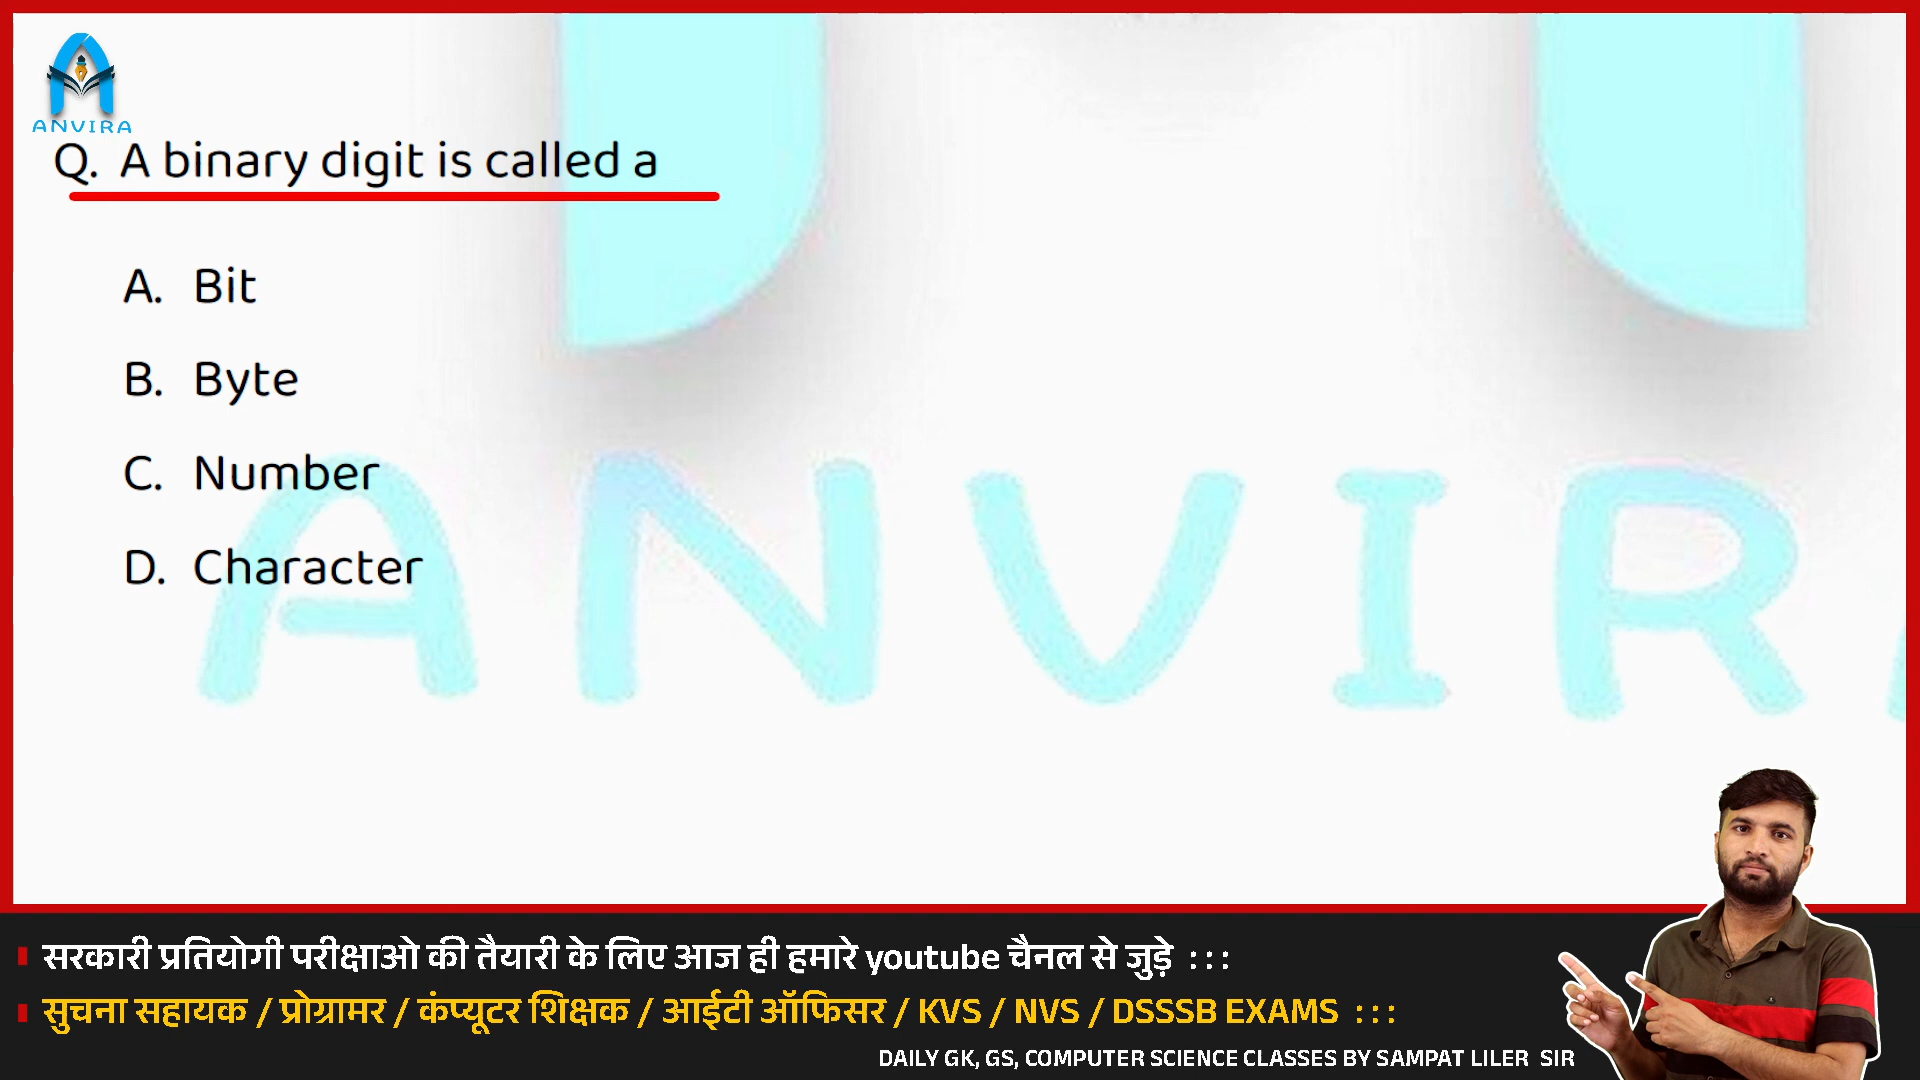 ANVIRA
Q. A binary digit is called a
A. Bit
B. Byte
C. Number
D. Character
ANVIR
सरकारी प्रतियोगी परीक्षाओ की तैयारी के लिए आज ही हमारे youtube चैनल से जुड़े :::
सुचना सहायक / प्रोग्रामर / कंप्यूटर शिक्षक / आईटी ऑफिसर / KVS / NVS / DSSSB EXAMS :::
DAILY GK, GS, COMPUTER SCIENCE CLASSES BY SAMPAT LILER SIR